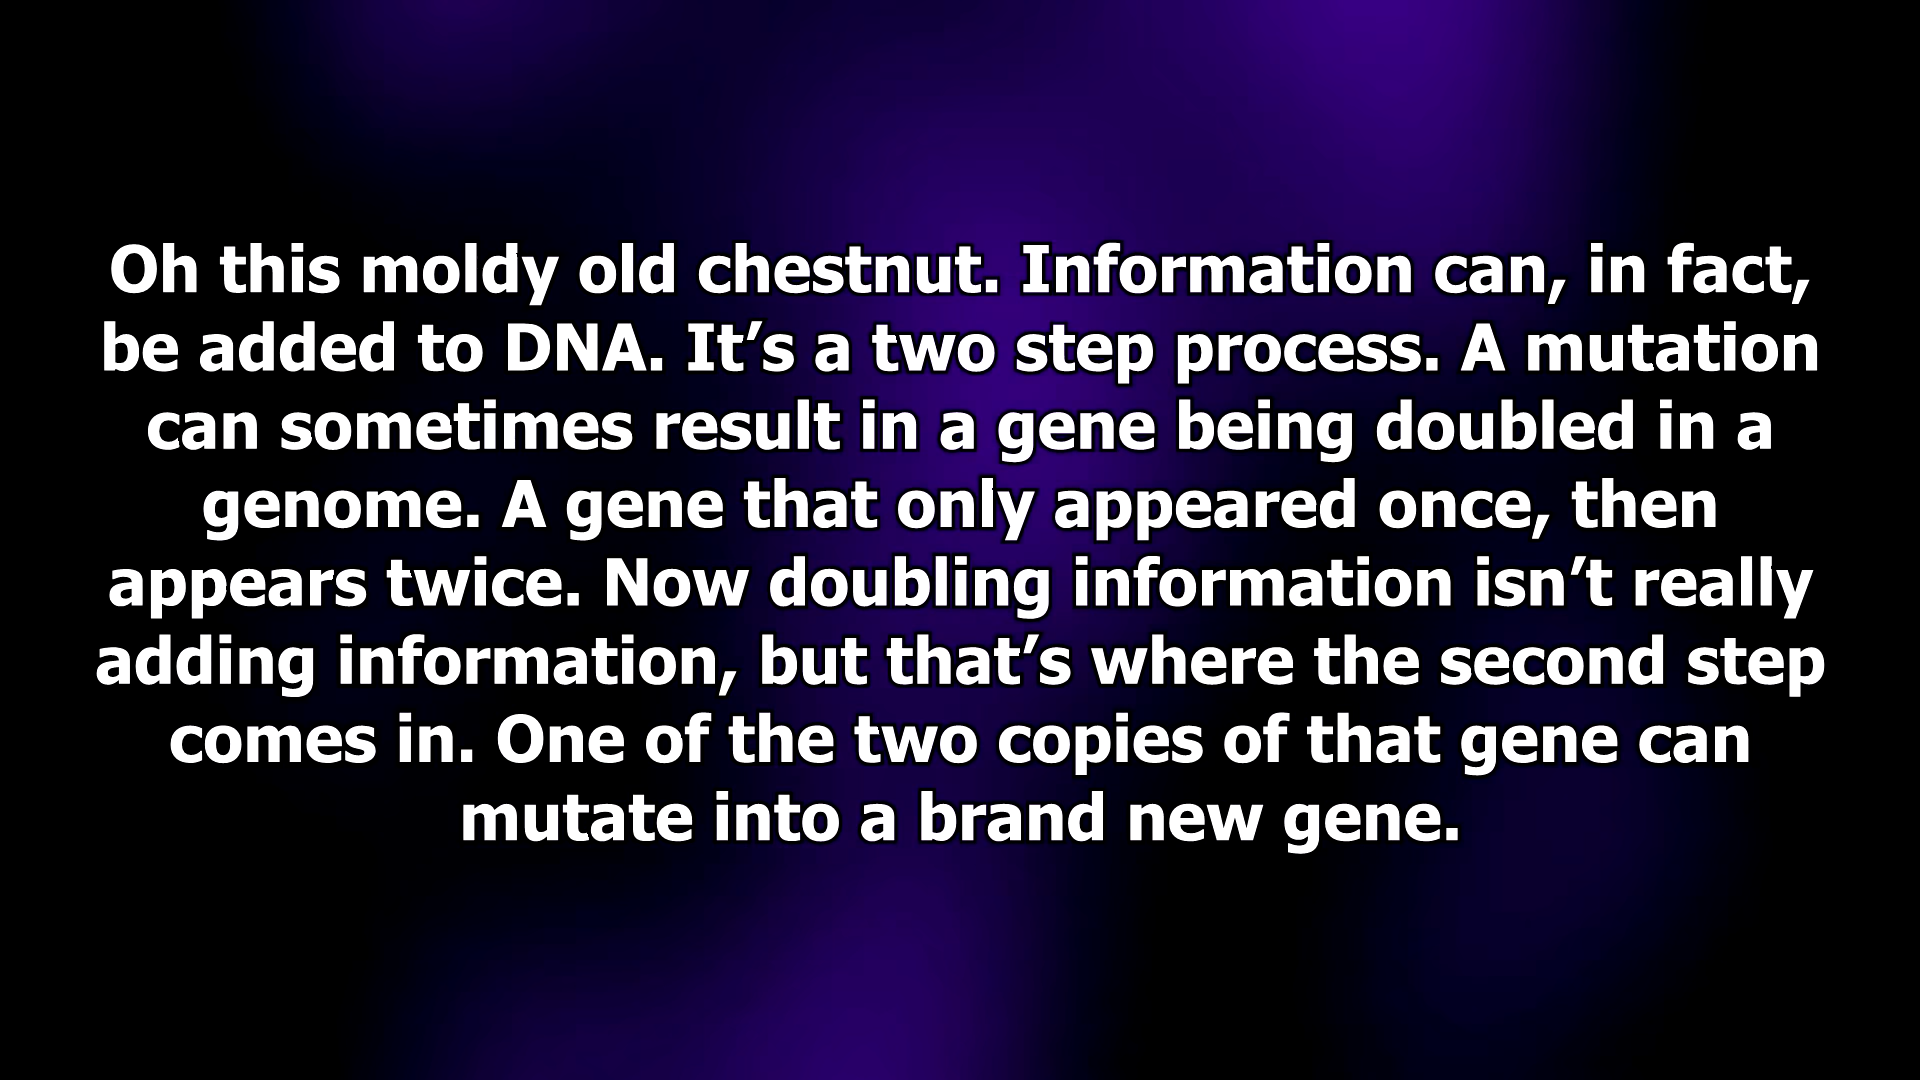 Oh this moldy old chestnut. Information can, in fact,
be added to DNA. It’s a two step process. A mutation
can sometimes result in a gene being doubled in a
genome. A gene that only appeared once, then
appears twice. Now doubling information isn’t really
adding information, but that’s where the second step
comes in. One of the two copies of that gene can
mutate into a brand new gene.